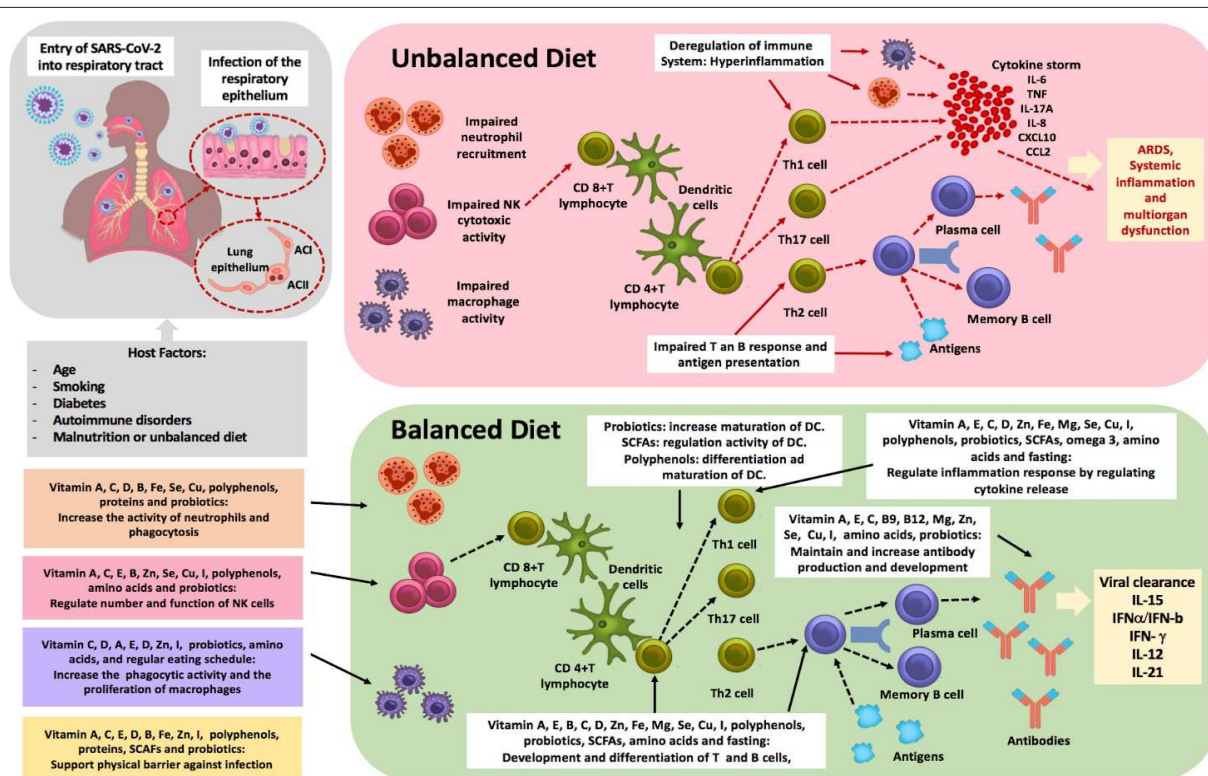 Entry of SARS-CoV-2
into respiratory tract
Infection of the
respiratory
epithelium
Lung
epithelium
ACI
ACII
Host Factors:
- Age
- Smoking
- Diabetes
- Autoimmune disorders
- Malnutrition or unbalanced diet
Unbalanced Diet
Impaired
neutrophil
recruitment
Impaired NK
cytotoxic
activity
Impaired
macrophage
activity
CD 8+T
lymphocyte
Dendritic
cells
CD 4+T
lymphocyte
Deregulation of immune
System: Hyperinflammation
Th1 cell
Th17 cell
Th2 cell
Impaired T an B response and
antigen presentation
Cytokine storm
IL-6
TNF
IL-17A
IL-8
CXCL10
CCL2
Plasma cell
Memory B cell
Antigens
ARDS,
Systemic
inflammation
and
multiorgan
dysfunction
Balanced Diet
Vitamin A, C, D, B, Fe, Se, Cu, polyphenols,
proteins and probiotics:
Increase the activity of neutrophils and
phagocytosis
Vitamin A, C, E, B, Zn, Se, Cu, I, polyphenols,
amino acids and probiotics:
Regulate number and function of NK cells
Vitamin C, D, A, E, D, Zn, I, probiotics, amino
acids, and regular eating schedule:
Increase the phagocytic activity and the
proliferation of macrophages
Vitamin A, C, E, D, B, Fe, Zn, I, polyphenols,
proteins, SCAFs and probiotics:
Support physical barrier against infection
CD 8+T
lymphocyte
Dendritic
cells
CD 4+T
lymphocyte
Probiotics: increase maturation of DC.
SCFAs: regulation activity of DC.
Polyphenols: differentiation ad
maturation of DC.
Th1 cell
Th17 cell
Th2 cell
Vitamin A, E, C, D, Zn, Fe, Mg, Se, Cu, I,
polyphenols, probiotics, SCFAs, omega 3, amino
acids and fasting:
Regulate inflammation response by regulating
cytokine release
Vitamin A, E, C, B9, B12, Mg, Zn,
Se, Cu, I, amino acids, probiotics:
Maintain and increase antibody
production and development
Plasma cell
Memory B cell
Antigens
Antibodies
Viral clearance
IL-15
IFNα/IFN-b
IFN- γ
IL-12
IL-21
Vitamin A, E, B, C, D, Zn, Fe, Mg, Se, Cu, I, polyphenols,
probiotics, SCFAs, amino acids and fasting:
Development and differentiation of T and B cells,